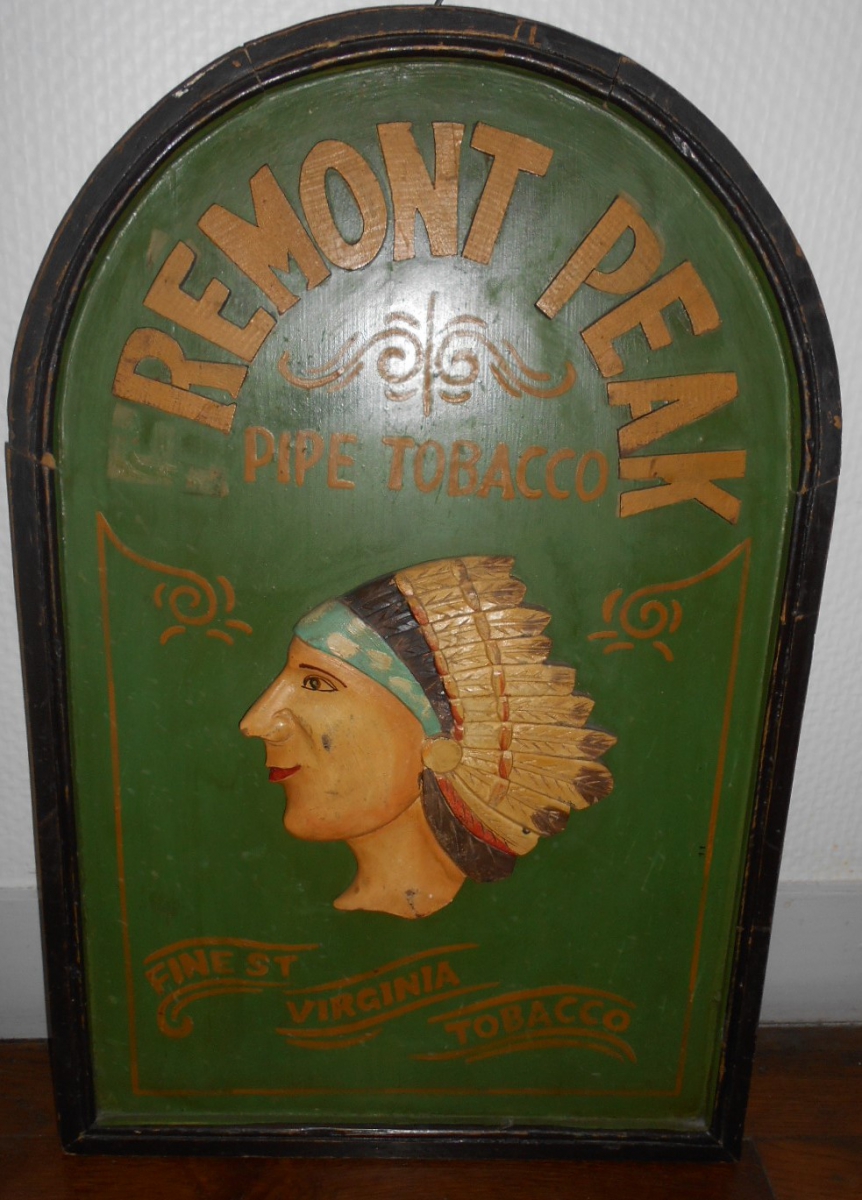 REMONT PEAK
PIPE TOBACCO
FINEST
VIRGINIA
TOBACCO